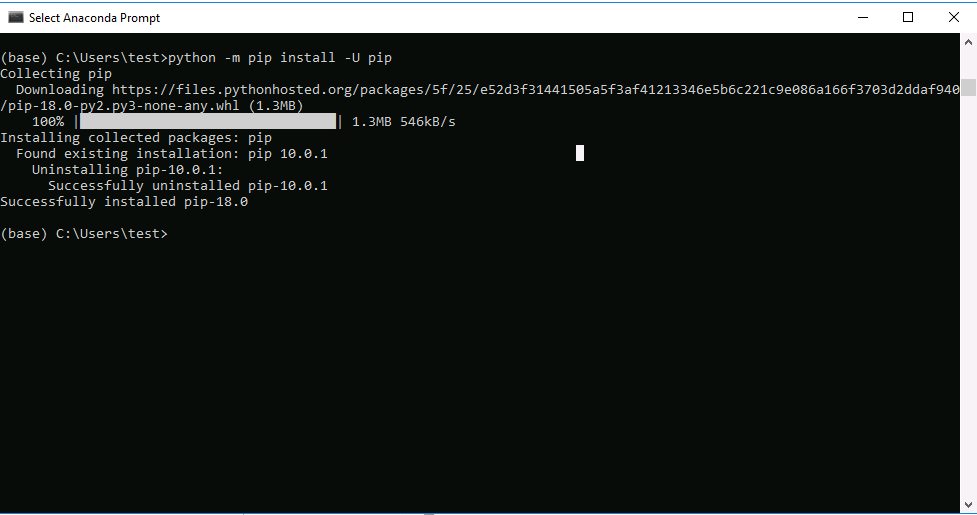 Select Anaconda Prompt
(base) C:\Users\test>python -m pip install -U pip
Collecting pip
  Downloading https://files.pythonhosted.org/packages/5f/25/e52d3f31441505a5f3af41213346e5b6c221c9e086a166f3703d2ddaf940
/pip-18.0-py2.py3-none-any.whl (1.3MB)
    100% |████████████████████████████████| 1.3MB 546kB/s
Installing collected packages: pip
  Found existing installation: pip 10.0.1
    Uninstalling pip-10.0.1:
      Successfully uninstalled pip-10.0.1
Successfully installed pip-18.0
(base) C:\Users\test>